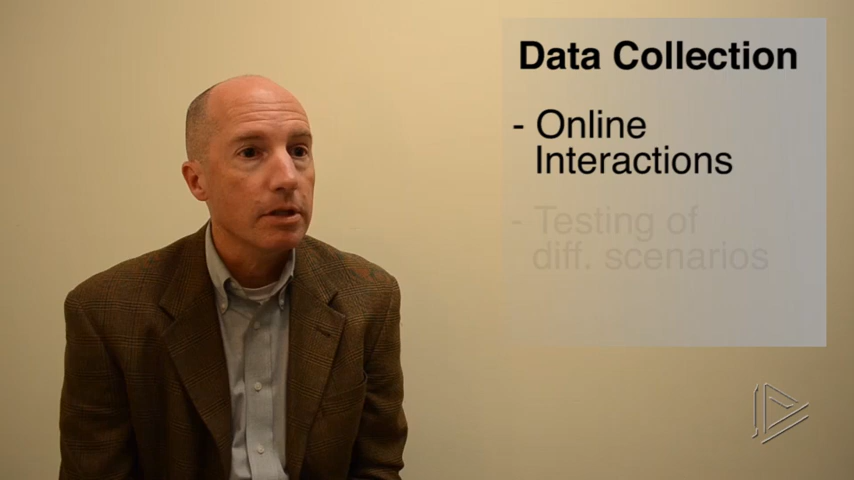 Data Collection
- Online
Interactions
- Testing of
diff. scenarios